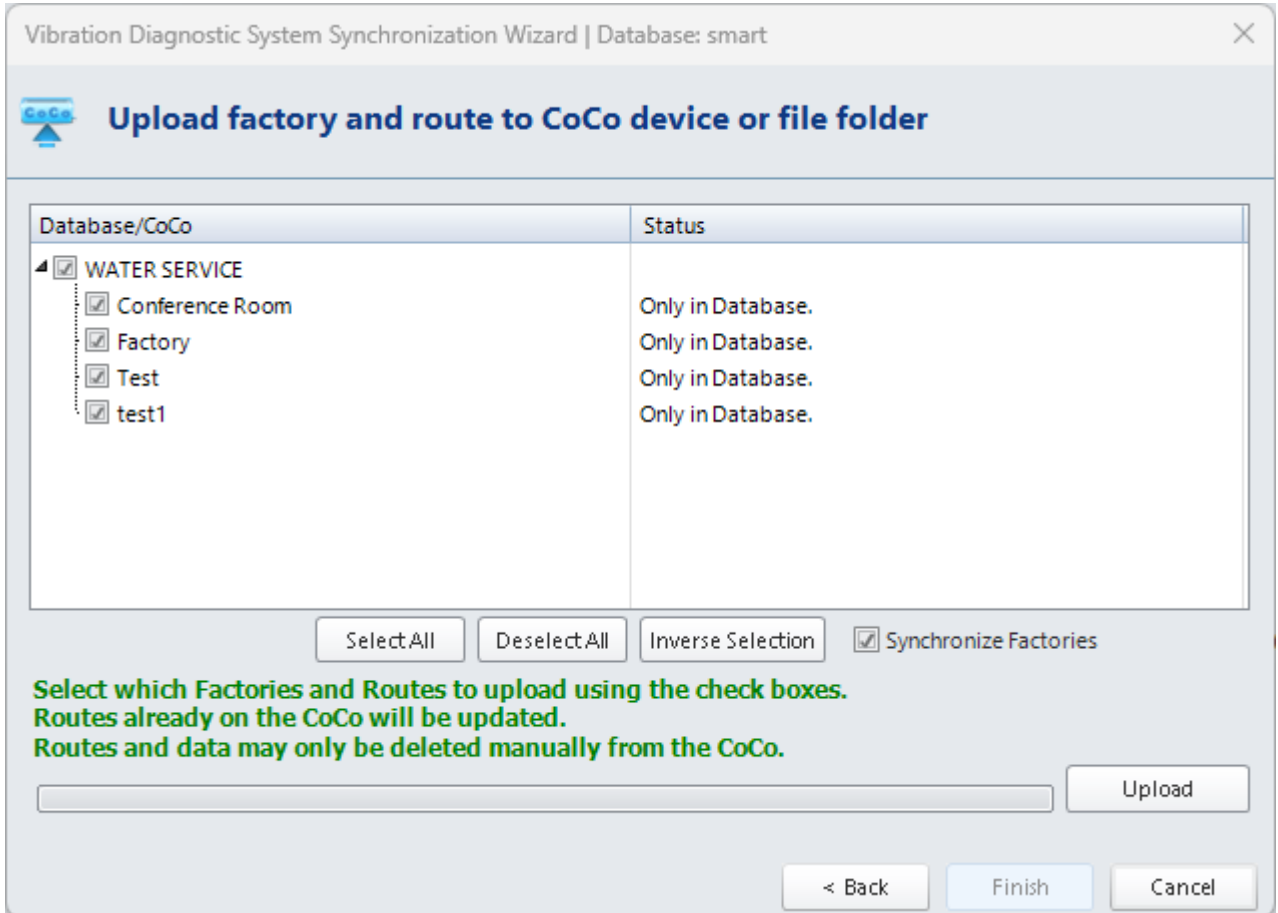 Vibration Diagnostic System Synchronization Wizard | Database: smart
CoCo
Upload factory and route to CoCo device or file folder
Database/CoCo Status
WATER SERVICE
Conference Room Only in Database.
Factory Only in Database.
Test Only in Database.
test1 Only in Database.
Select All Deselect All Inverse Selection Synchronize Factories
Select which Factories and Routes to upload using the check boxes.
Routes already on the CoCo will be updated.
Routes and data may only be deleted manually from the CoCo.
Upload
< Back Finish Cancel